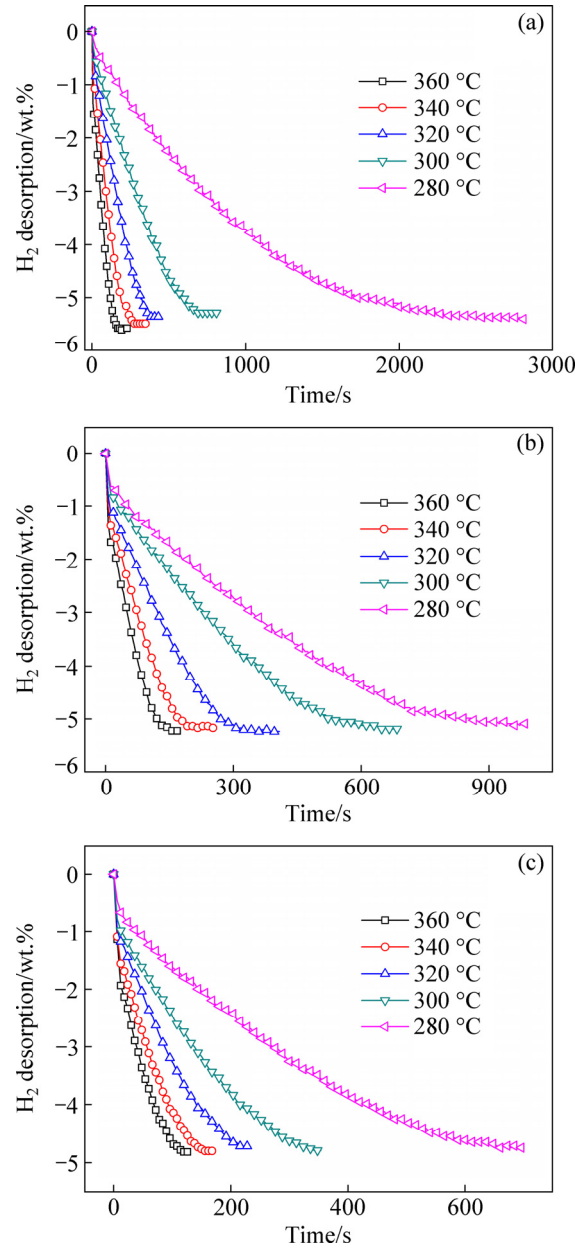 (a)
0
−1
−2
−3
−4
−5
−6
H₂ desorption/wt.%
360 °C
340 °C
320 °C
300 °C
280 °C
0 1000 2000 3000
Time/s
(b)
0
−1
−2
−3
−4
−5
−6
H₂ desorption/wt.%
360 °C
340 °C
320 °C
300 °C
280 °C
0 300 600 900
Time/s
(c)
0
−1
−2
−3
−4
−5
H₂ desorption/wt.%
360 °C
340 °C
320 °C
300 °C
280 °C
0 200 400 600
Time/s